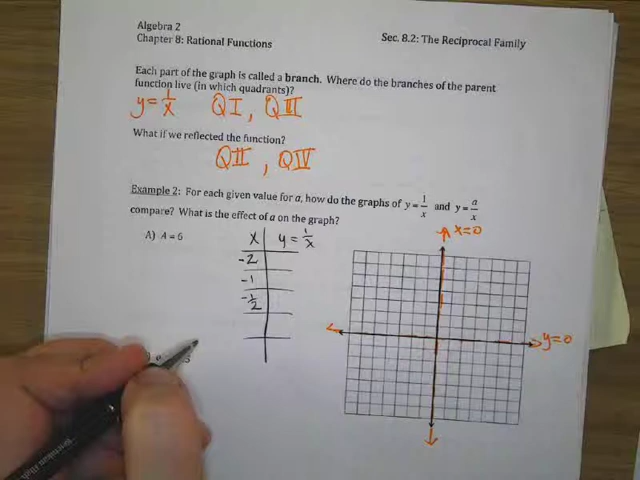 Algebra 2
Chapter 8: Rational Functions
Sec. 8.2: The Reciprocal Family
Each part of the graph is called a branch. Where do the branches of the parent
function live (in which quadrants)?
y = 1/x QI, QIII
What if we reflected the function?
QII, QIV
Example 2: For each given value for a, how do the graphs of y = 1/x and y = a/x
compare? What is the effect of a on the graph?
A) A = 6
x y = 1/x
-2
-1
-1/2
x=0
y=0